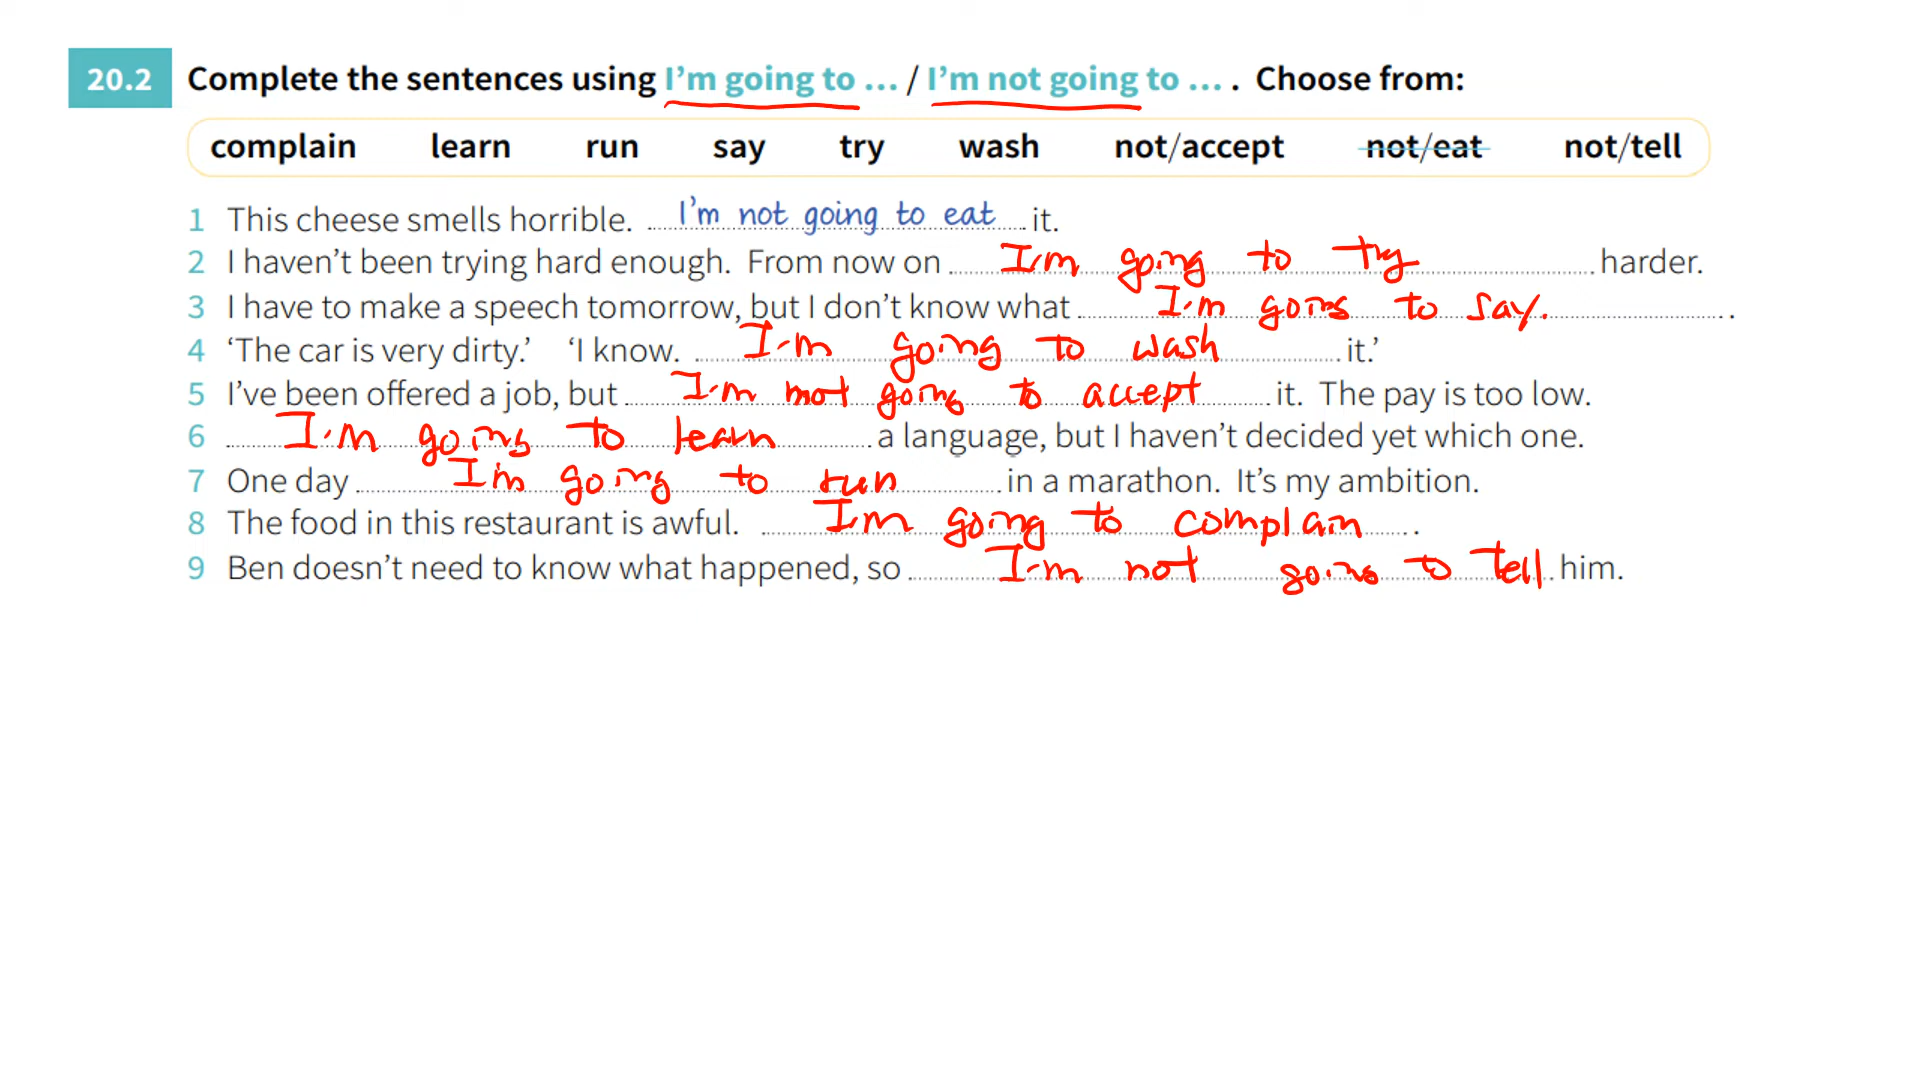 20.2 Complete the sentences using I'm going to ... / I'm not going to ... . Choose from:
complain learn run say try wash not/accept not/eat not/tell
1 This cheese smells horrible. I'm not going to eat it.
2 I haven't been trying hard enough. From now on I'm going to try harder.
3 I have to make a speech tomorrow, but I don't know what I'm going to say. .
4 'The car is very dirty.' 'I know. I'm going to wash it.'
5 I've been offered a job, but I'm not going to accept it. The pay is too low.
6 I'm going to learn a language, but I haven't decided yet which one.
7 One day I'm going to run in a marathon. It's my ambition.
8 The food in this restaurant is awful. I'm going to complain .
9 Ben doesn't need to know what happened, so I'm not going to tell him.